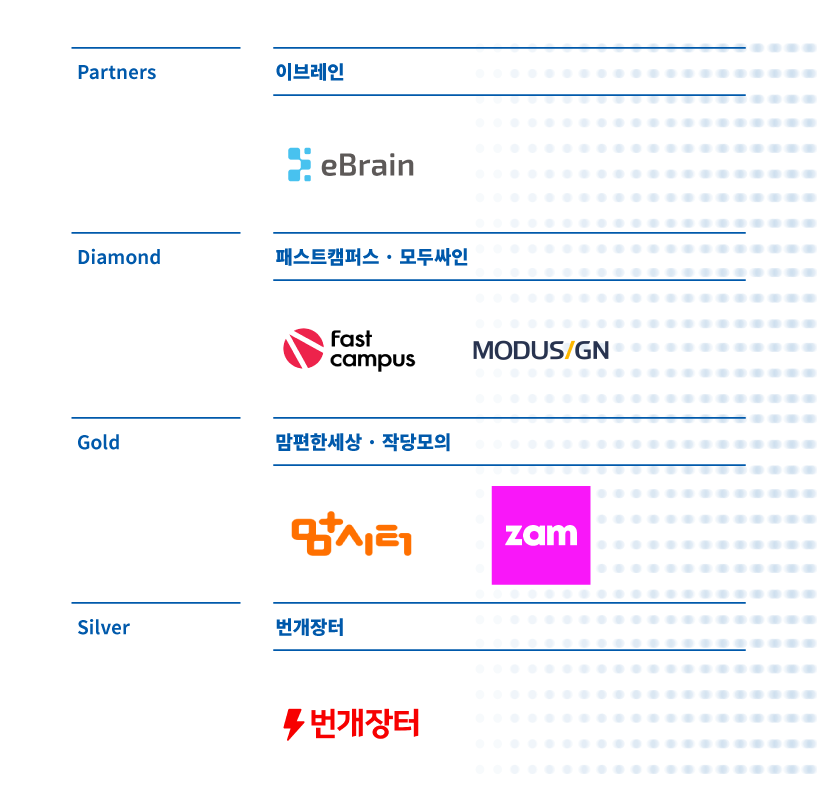 Partners
이브레인
eBrain
Diamond
패스트캠퍼스 · 모두싸인
Fast
campus
MODUSIGN
Gold
맘편한세상 · 작당모의
맘시터
zam
Silver
번개장터
번개장터